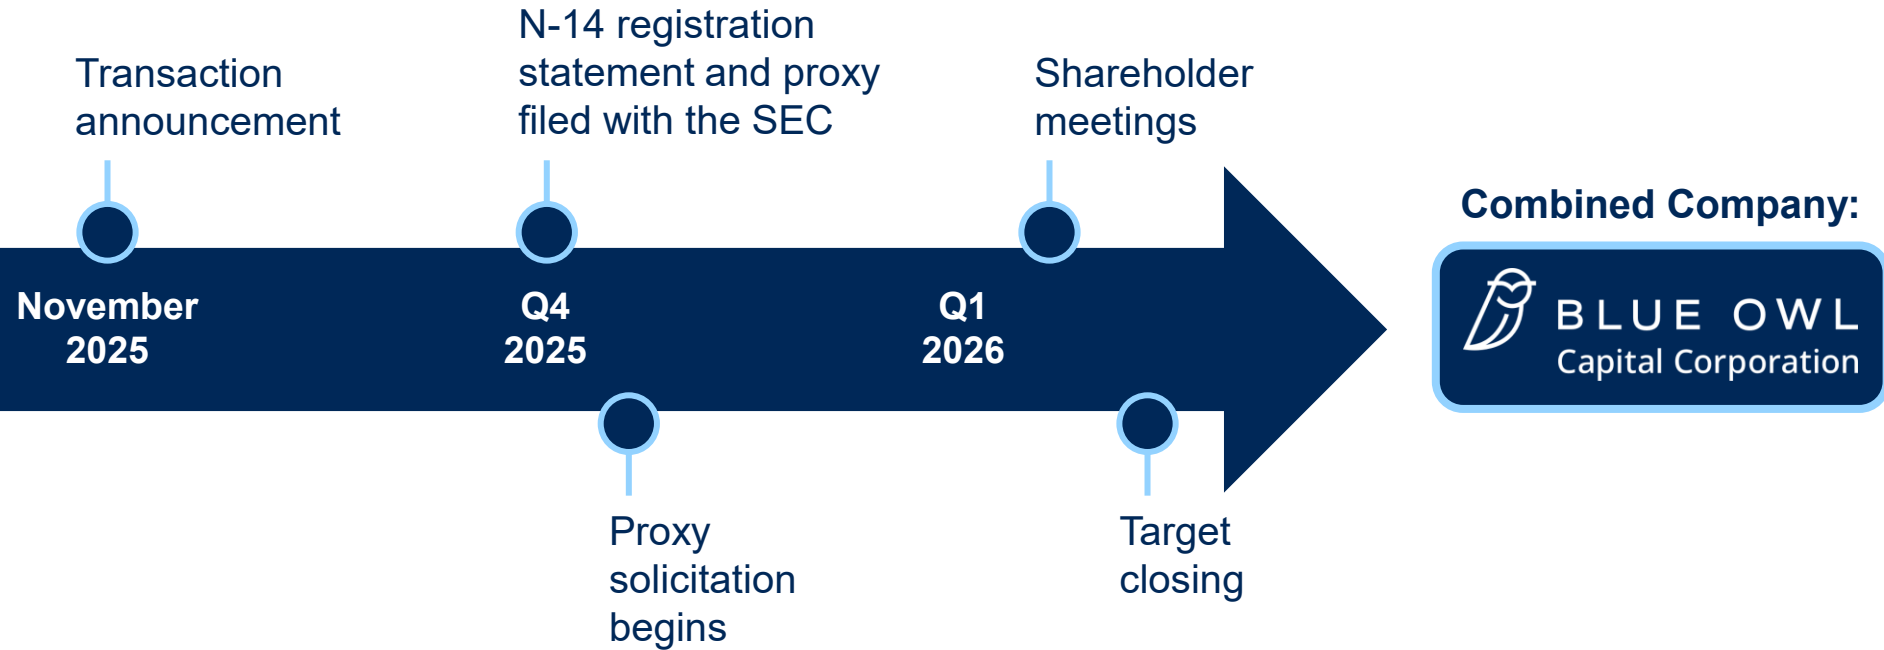 Transaction
announcement
N-14 registration
statement and proxy
filed with the SEC
Shareholder
meetings
November
2025
Q4
2025
Q1
2026
Proxy
solicitation
begins
Target
closing
Combined Company:
BLUE OWL
Capital Corporation